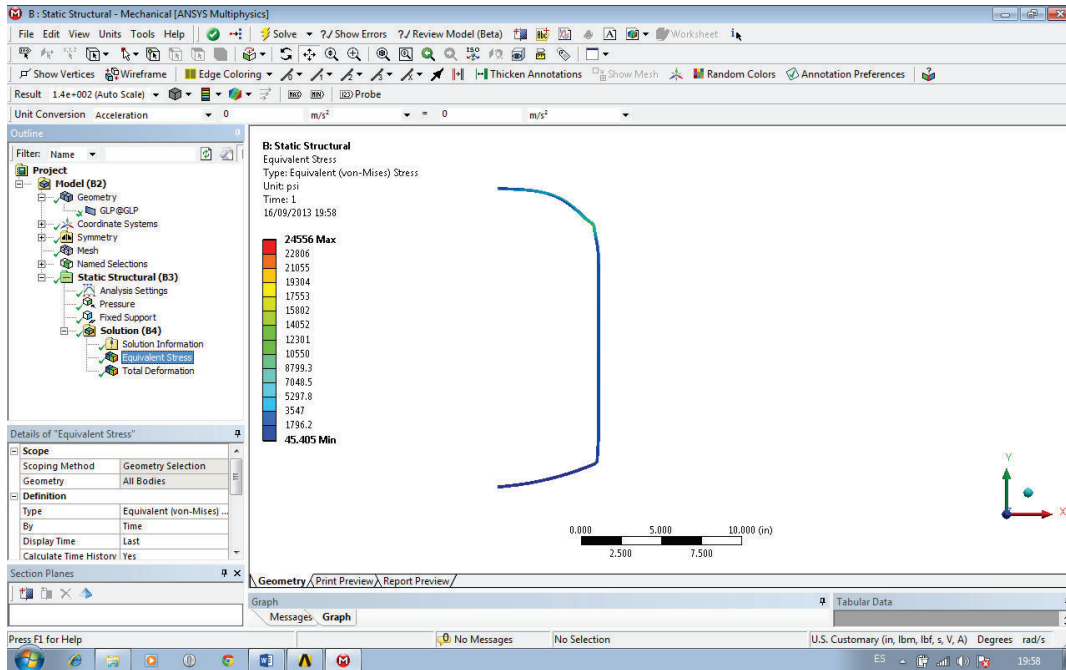 B : Static Structural - Mechanical [ANSYS Multiphysics]
File Edit View Units Tools Help Solve ?./ Show Errors ?./ Review Model (Beta) A Worksheet
ISO
Show Vertices Wireframe Edge Coloring Thicken Annotations Show Mesh Random Colors Annotation Preferences
Result 1.4e+002 (Auto Scale) Probe
Unit Conversion Acceleration 0 m/s² = 0 m/s²
Outline
Filter: Name
Project
Model (B2)
Geometry
GLP@GLP
Coordinate Systems
Symmetry
Mesh
Named Selections
Static Structural (B3)
Analysis Settings
Pressure
Fixed Support
Solution (B4)
Solution Information
Equivalent Stress
Total Deformation
Details of "Equivalent Stress"
Scope
Scoping Method Geometry Selection
Geometry All Bodies
Definition
Type Equivalent (von-Mises) ...
By Time
Display Time Last
Calculate Time History Yes
Section Planes
B: Static Structural
Equivalent Stress
Type: Equivalent (von-Mises) Stress
Unit: psi
Time: 1
16/09/2013 19:58
24556 Max
22806
21055
19304
17553
15802
14052
12301
10550
8799.3
7048.5
5297.8
3547
1796.2
45.405 Min
0.000 5.000 10.000 (in)
2.500 7.500
Y
X
Geometry Print Preview Report Preview
Graph
Messages Graph
Tabular Data
Press F1 for Help 0 No Messages No Selection U.S. Customary (in, lbm, lbf, s, V, A) Degrees rad/s
ES 19:58